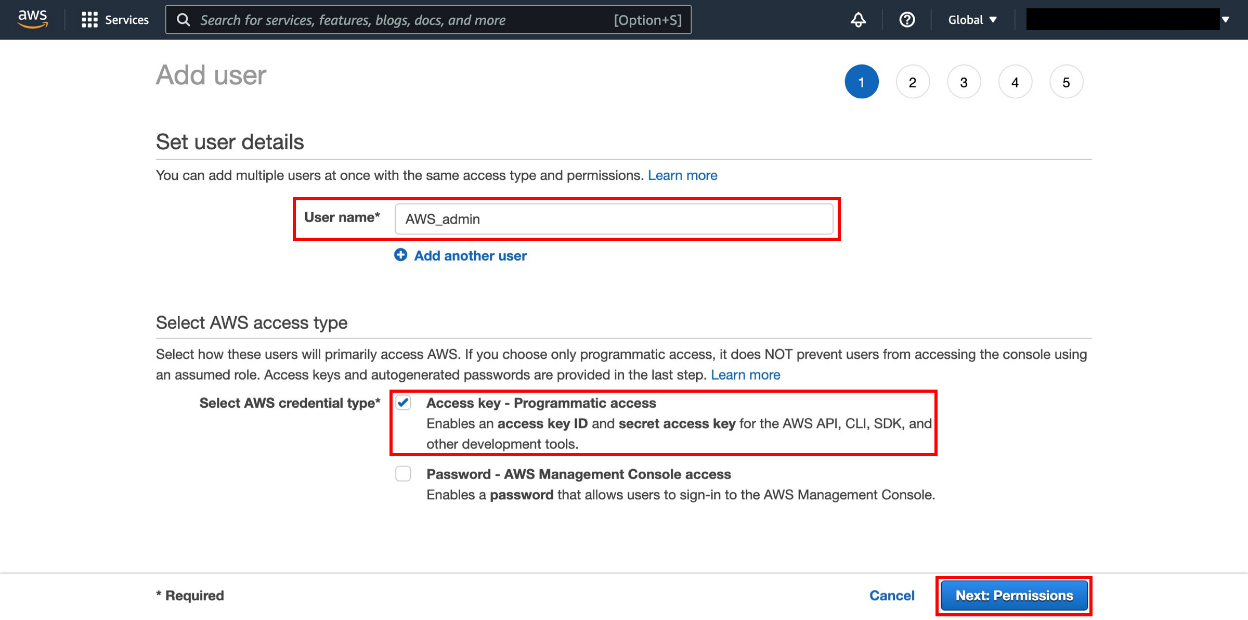 aws
Services
Search for services, features, blogs, docs, and more
[Option+S]
Global
Add user
1 2 3 4 5
Set user details
You can add multiple users at once with the same access type and permissions. Learn more
User name*
AWS_admin
Add another user
Select AWS access type
Select how these users will primarily access AWS. If you choose only programmatic access, it does NOT prevent users from accessing the console using
an assumed role. Access keys and autogenerated passwords are provided in the last step. Learn more
Select AWS credential type*
Access key - Programmatic access
Enables an access key ID and secret access key for the AWS API, CLI, SDK, and
other development tools.
Password - AWS Management Console access
Enables a password that allows users to sign-in to the AWS Management Console.
* Required
Cancel
Next: Permissions